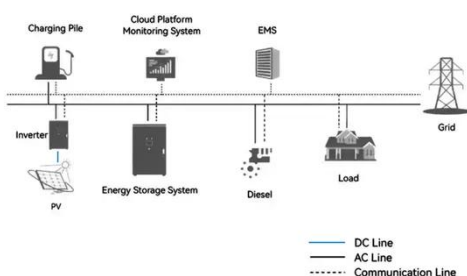 Cloud Platform
Monitoring System
Charging Pile
EMS
Grid
Inverter
Energy Storage System
Load
Diesel
PV
DC Line
AC Line
Communication Line